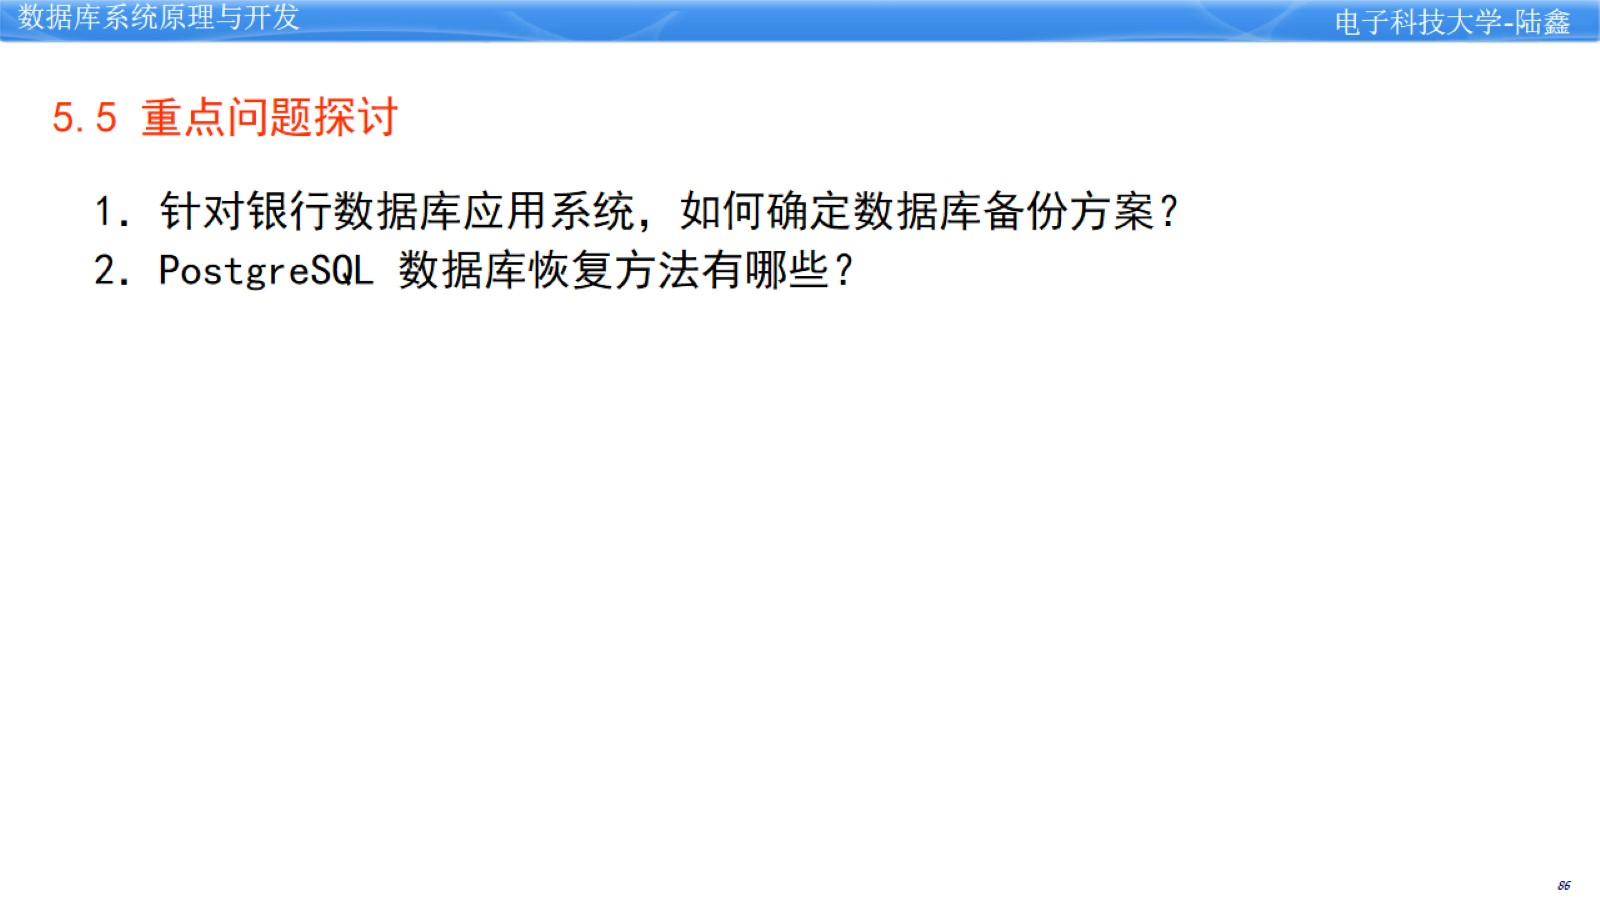 数据库系统原理与开发
电子科技大学-陆鑫
5.5 重点问题探讨
1. 针对银行数据库应用系统，如何确定数据库备份方案？
2. PostgreSQL 数据库恢复方法有哪些？
86